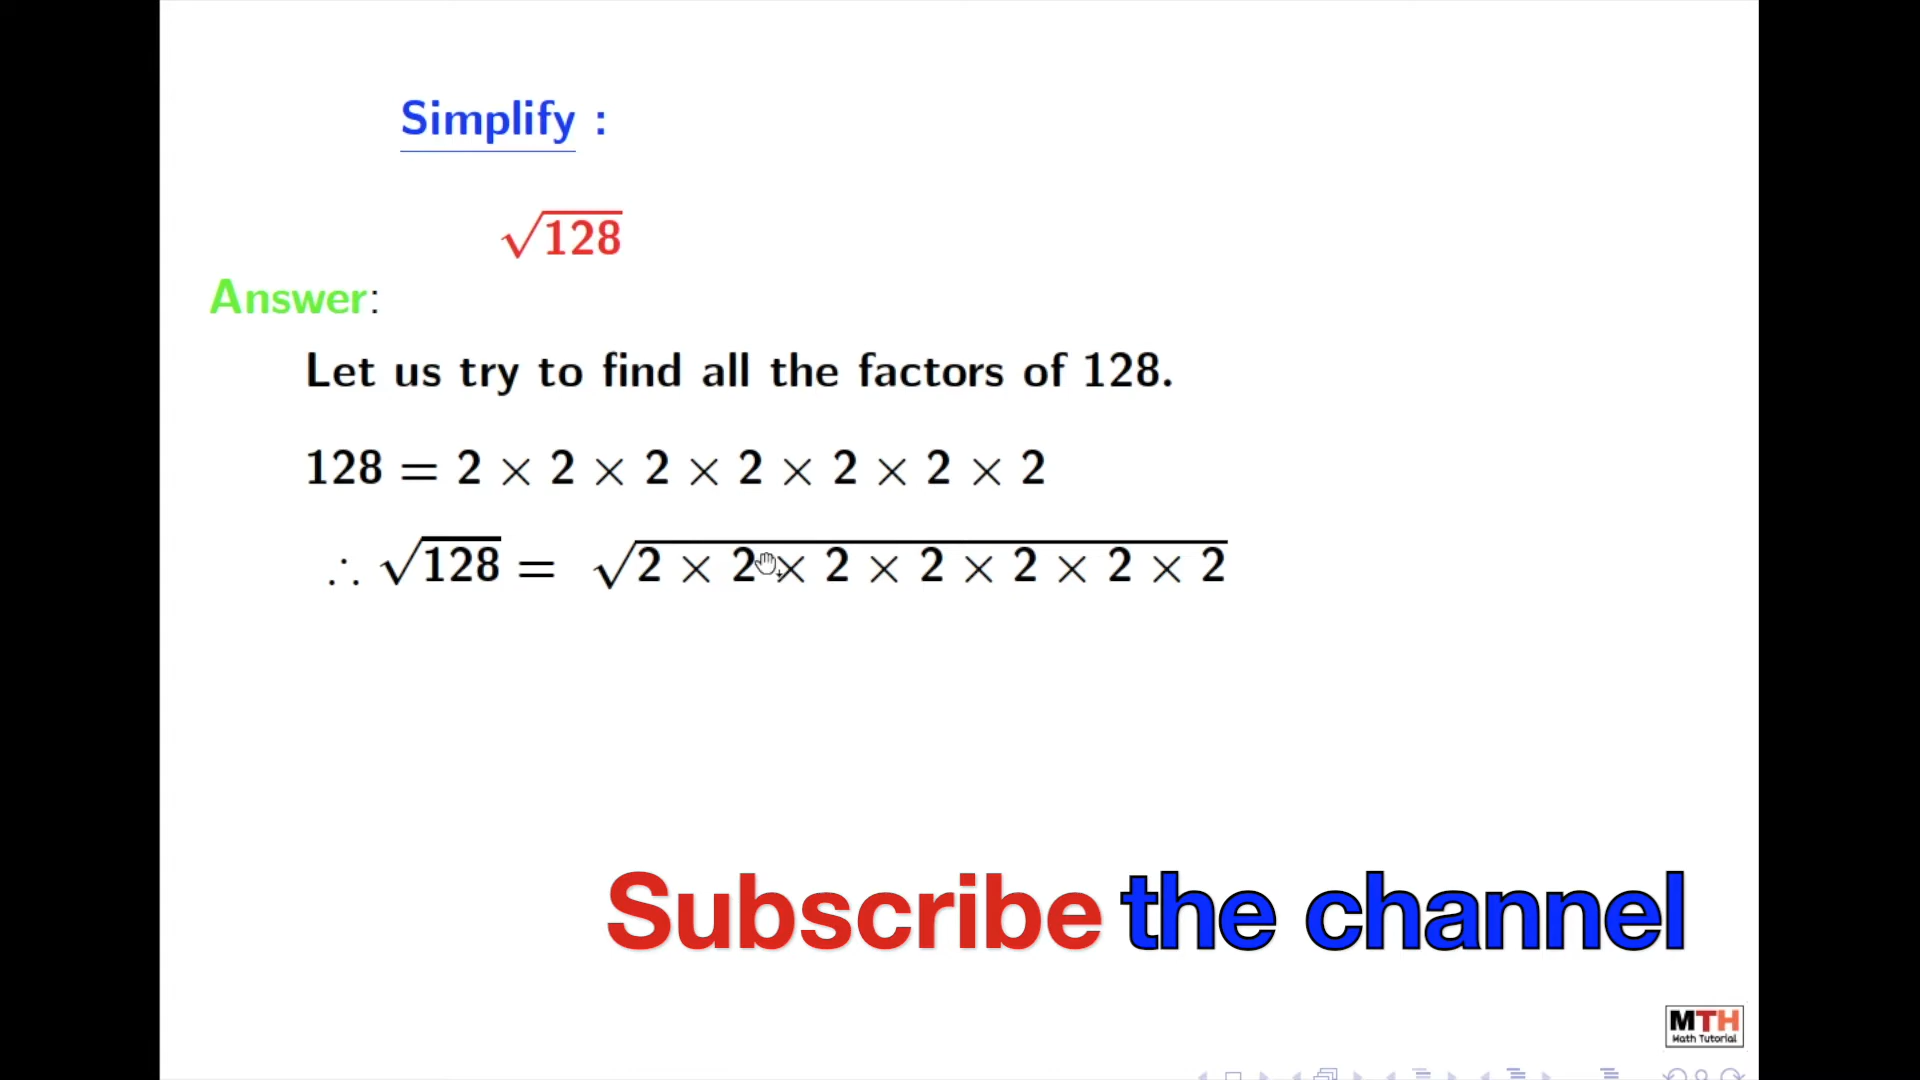 Simplify :
√128
Answer:
Let us try to find all the factors of 128.
128 = 2 × 2 × 2 × 2 × 2 × 2 × 2
∴ √128 = √2 × 2 × 2 × 2 × 2 × 2 × 2
Subscribe the channel
MTH
Math Tutorial